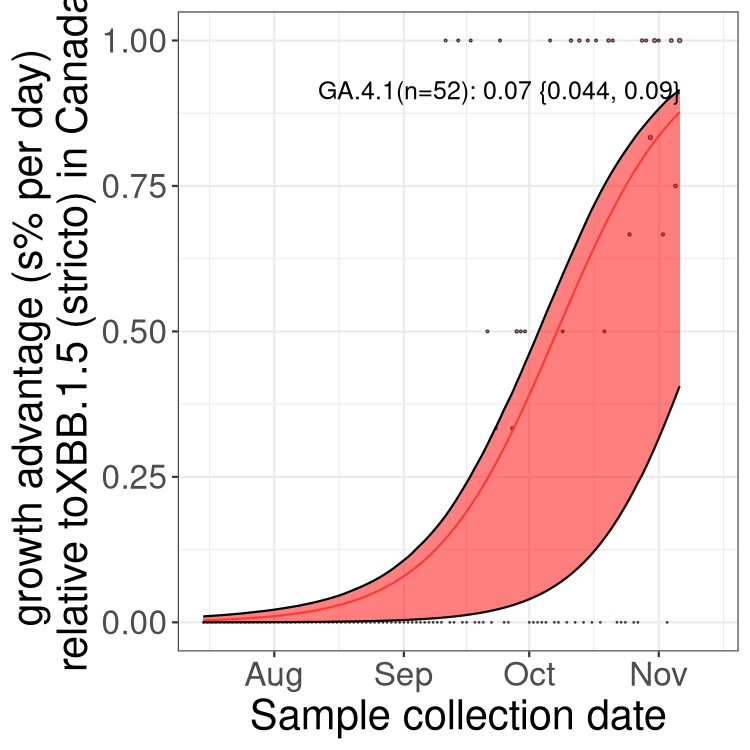 growth advantage (s% per day)
relative toXBB.1.5 (stricto) in Canada
1.00
0.75
0.50
0.25
0.00
GA.4.1(n=52): 0.07 {0.044, 0.09}
Aug Sep Oct Nov
Sample collection date